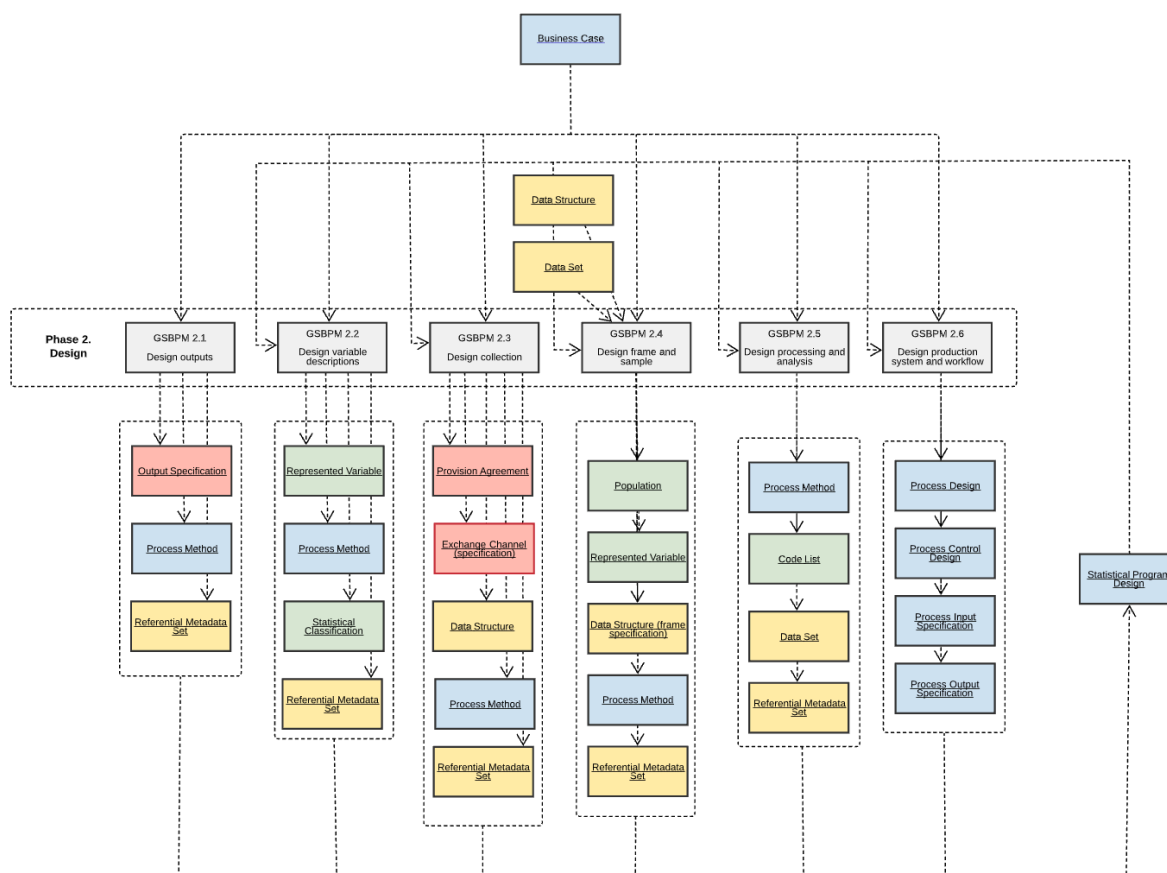 Business Case
Data Structure
Data Set
Phase 2.
Design
GSBPM 2.1
Design outputs
GSBPM 2.2
Design variable
descriptions
GSBPM 2.3
Design collection
GSBPM 2.4
Design frame and
sample
GSBPM 2.5
Design processing and
analysis
GSBPM 2.6
Design production
system and workflow
Output Specification
Process Method
Referential Metadata
Set
Represented Variable
Process Method
Statistical
Classification
Referential Metadata
Set
Provision Agreement
Exchange Channel
(specification)
Data Structure
Process Method
Referential Metadata
Set
Population
Represented Variable
Data Structure (frame
specification)
Process Method
Referential Metadata
Set
Process Method
Code List
Data Set
Referential Metadata
Set
Process Design
Process Control
Design
Process Input
Specification
Process Output
Specification
Statistical Program
Design